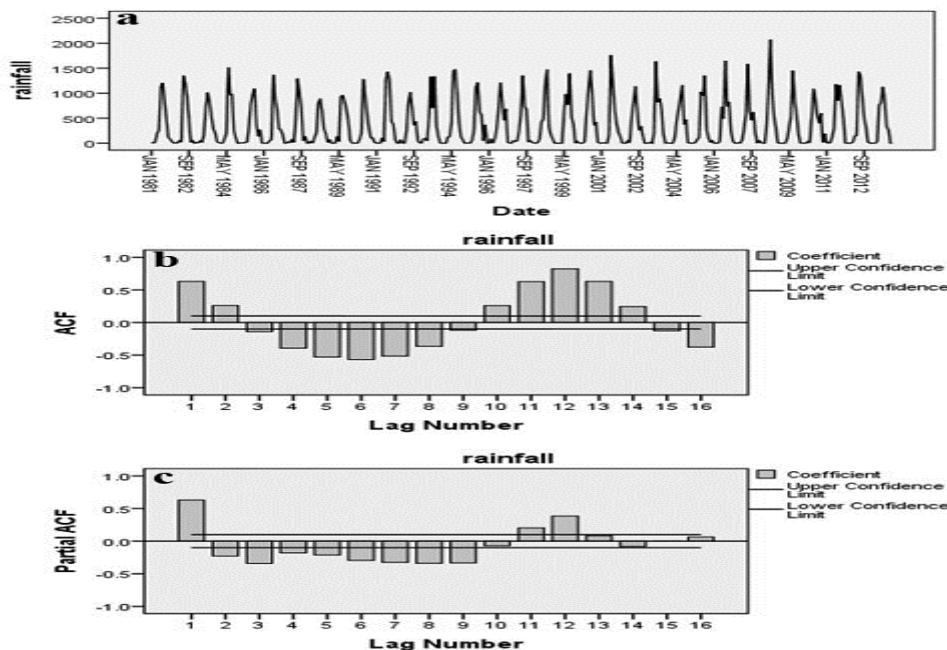 a
2500
2000
1500
1000
500
0
rainfall
JAN 1981
SEP 1982
MAY 1984
JAN 1986
SEP 1987
MAY 1989
JAN 1991
SEP 1992
MAY 1994
JAN 1996
SEP 1997
MAY 1999
JAN 2001
SEP 2002
MAY 2004
JAN 2006
SEP 2007
MAY 2009
JAN 2011
SEP 2012
Date
rainfall
b
1.0
0.5
0.0
-0.5
-1.0
ACF
1 2 3 4 5 6 7 8 9 10 11 12 13 14 15 16
Lag Number
Coefficient
Upper Confidence
Limit
Lower Confidence
Limit
rainfall
c
1.0
0.5
0.0
-0.5
-1.0
Partial ACF
1 2 3 4 5 6 7 8 9 10 11 12 13 14 15 16
Lag Number
Coefficient
Upper Confidence
Limit
Lower Confidence
Limit